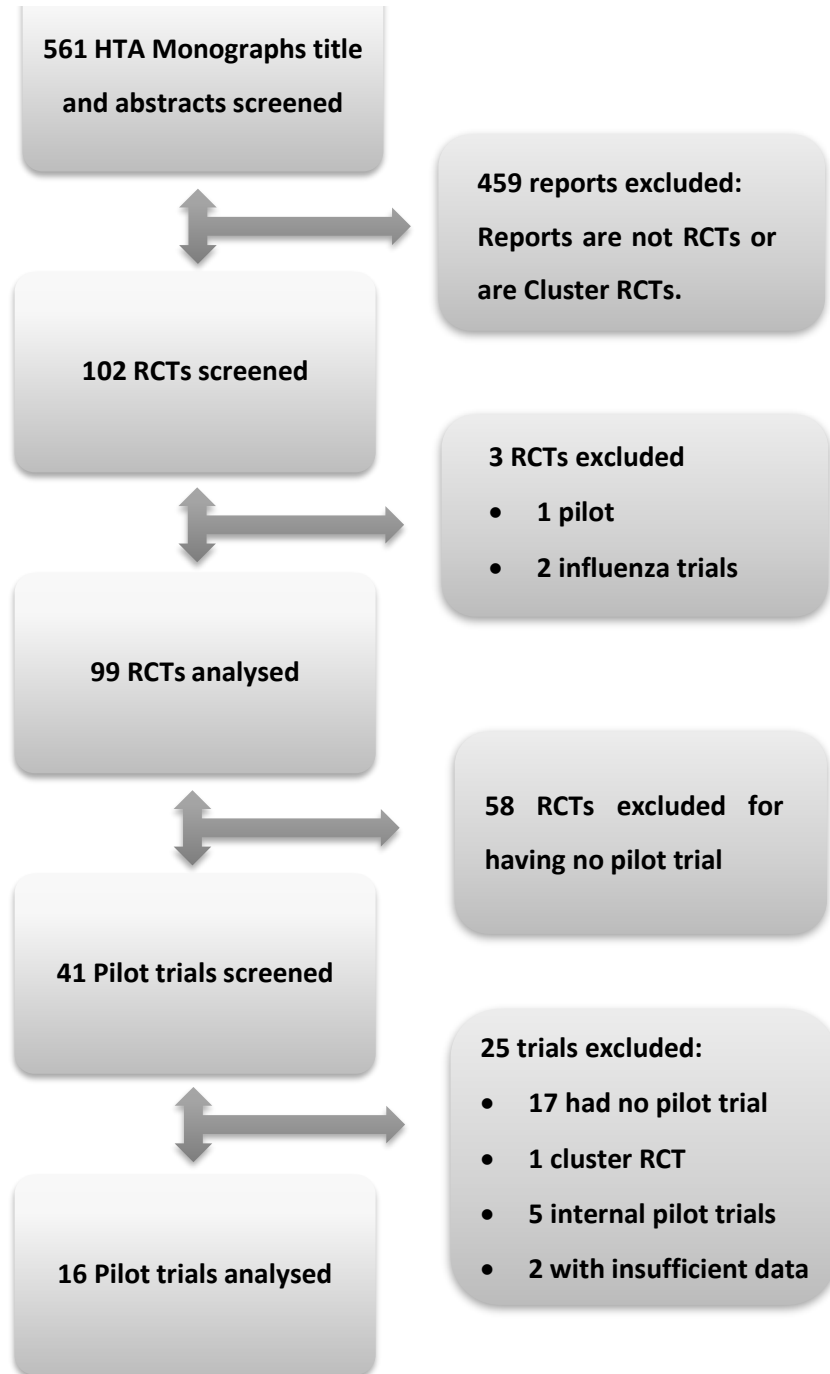 561 HTA Monographs title
and abstracts screened
459 reports excluded:
Reports are not RCTs or
are Cluster RCTs.
102 RCTs screened
3 RCTs excluded
• 1 pilot
• 2 influenza trials
99 RCTs analysed
58 RCTs excluded for
having no pilot trial
41 Pilot trials screened
25 trials excluded:
• 17 had no pilot trial
• 1 cluster RCT
• 5 internal pilot trials
• 2 with insufficient data
16 Pilot trials analysed